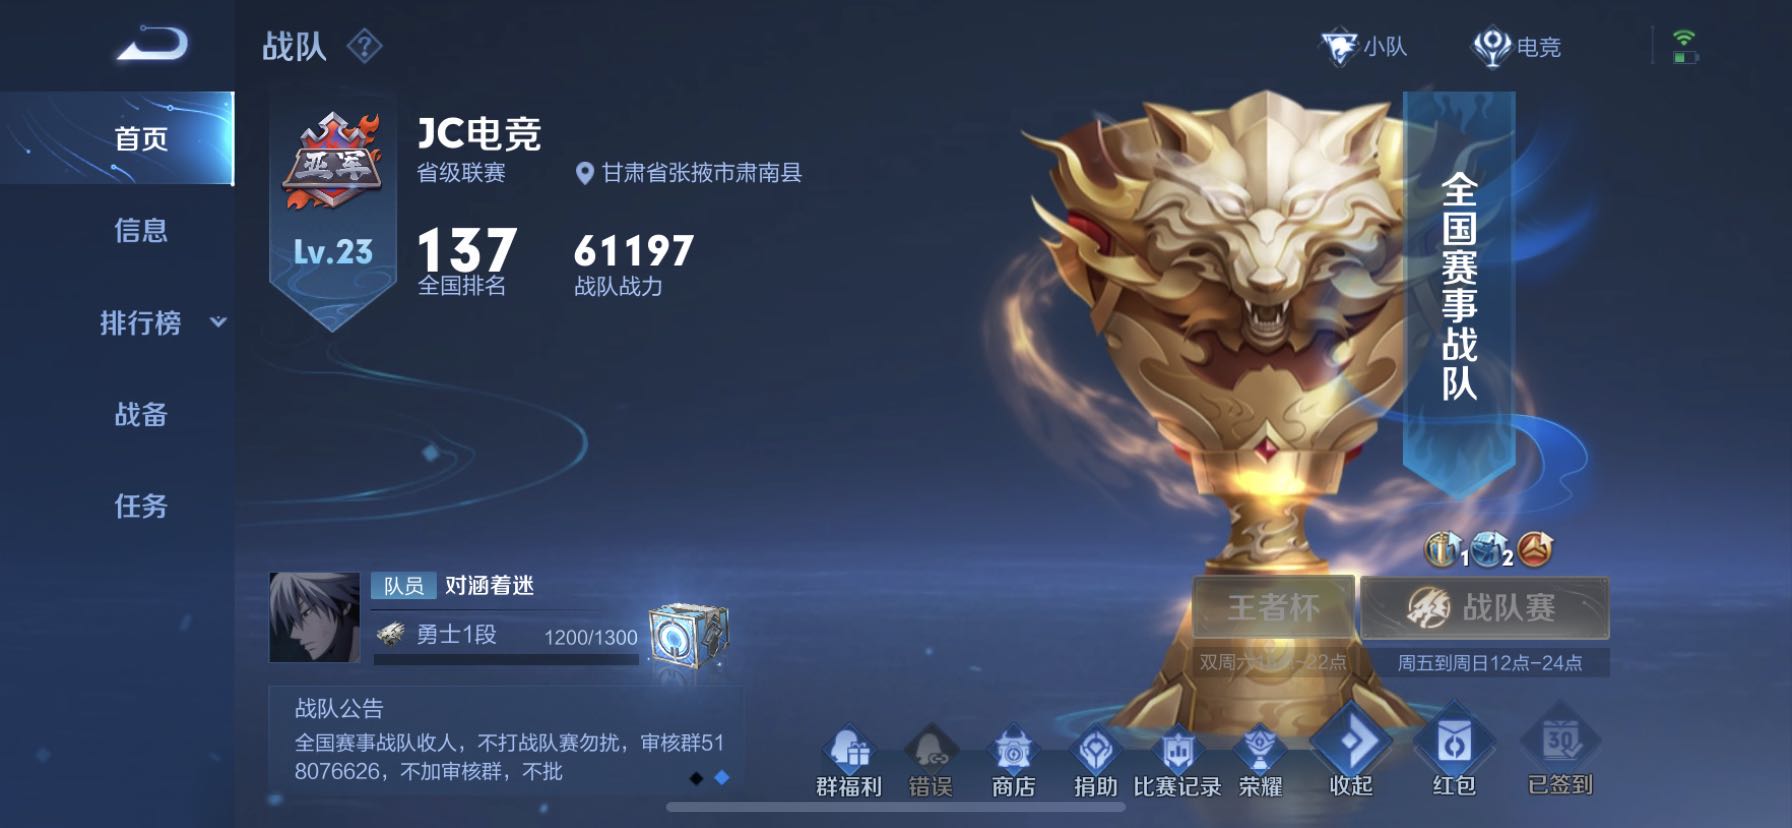 战队
小队
电竞
首页
信息
排行榜
战备
任务
亚军
Lv.23
JC电竞
省级联赛
甘肃省张掖市肃南县
137
全国排名
61197
战队战力
全国赛事战队
队员 对涵着迷
勇士1段
1200/1300
战队公告
全国赛事战队收人，不打战队赛勿扰，审核群51
8076626，不加审核群，不批
1
2
王者杯
战队赛
周五到周日12点-24点
群福利
错误
商店
捐助
比赛记录
荣耀
收起
红包
30
已签到